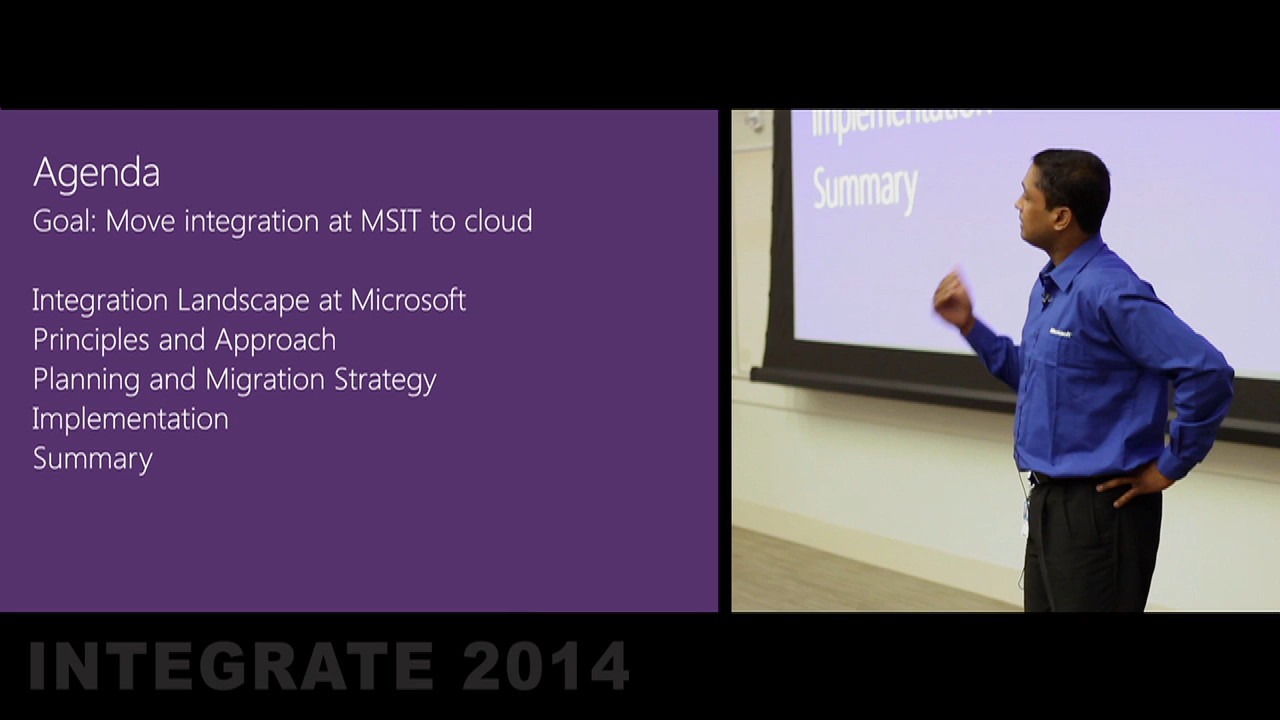 Agenda
Goal: Move integration at MSIT to cloud
Integration Landscape at Microsoft
Principles and Approach
Planning and Migration Strategy
Implementation
Summary
Implementation
Summary
Microsoft
INTEGRATE 2014